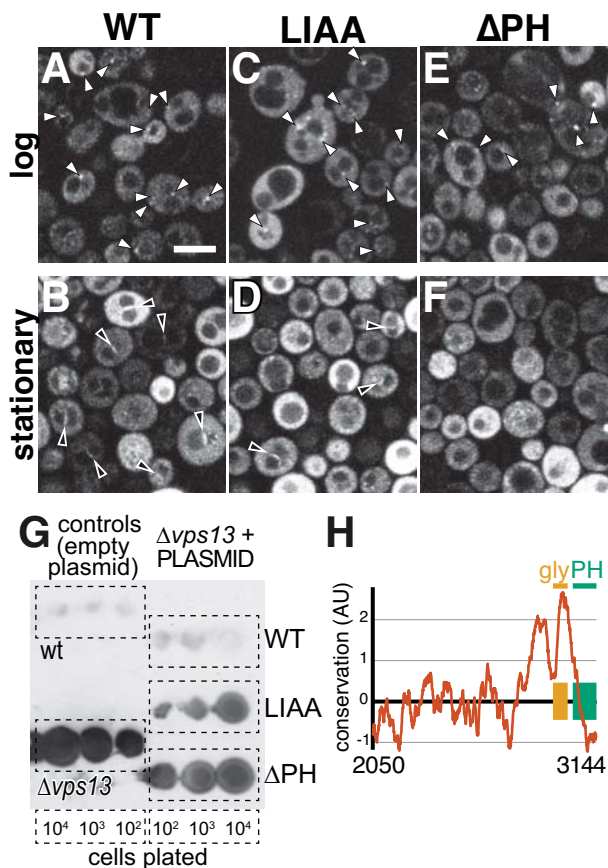 WT LIAA ΔPH
log
A C E
stationary
B D F
G
controls
(empty
plasmid)
Δvps13 +
PLASMID
wt
WT
LIAA
Δvps13
ΔPH
10⁴ 10³ 10² 10² 10³ 10⁴
cells plated
H
gly PH
conservation (AU)
2
1
0
-1
2050 3144